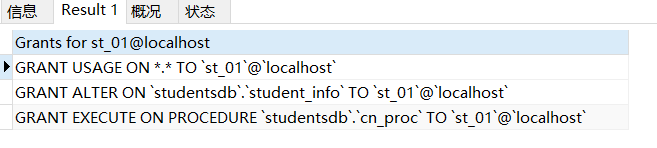 信息 Result 1 概况 状态
Grants for st_01@localhost
GRANT USAGE ON *.* TO `st_01`@`localhost`
GRANT ALTER ON `studentsdb`.`student_info` TO `st_01`@`localhost`
GRANT EXECUTE ON PROCEDURE `studentsdb`.`cn_proc` TO `st_01`@`localhost`